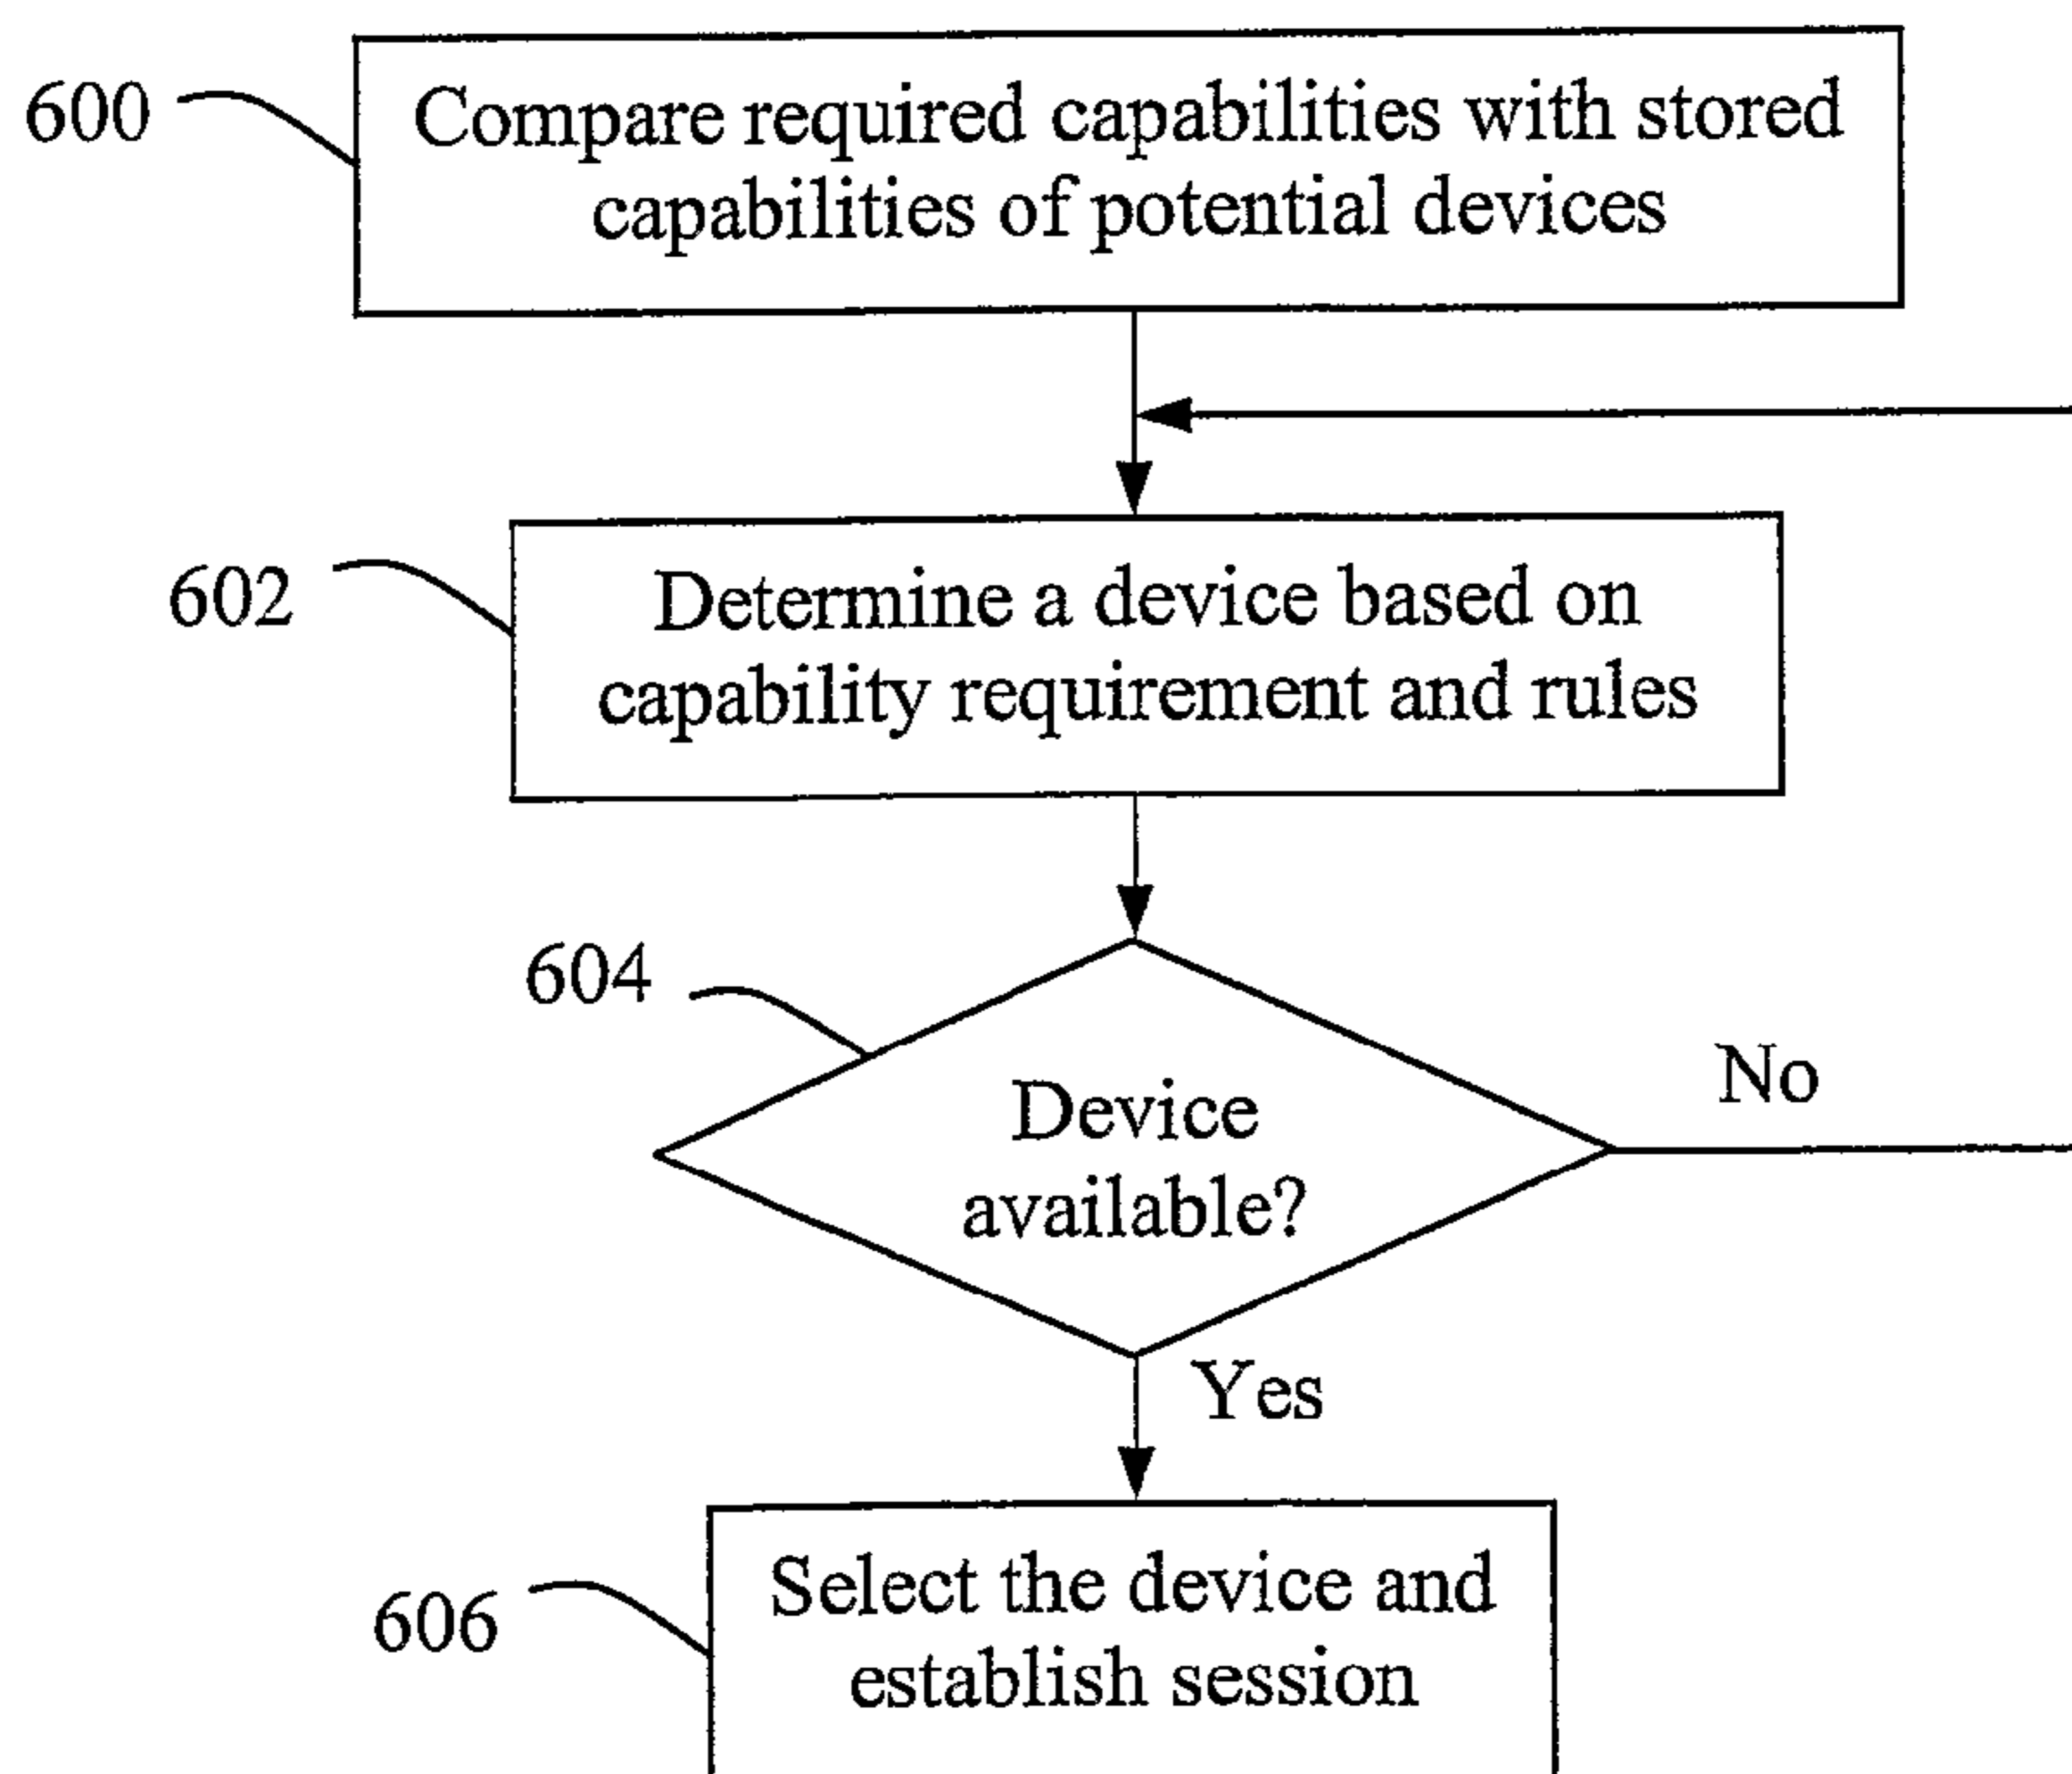 600
Compare required capabilities with stored
capabilities of potential devices
602
Determine a device based on
capability requirement and rules
604
Device
available?
No
Yes
606
Select the device and
establish session